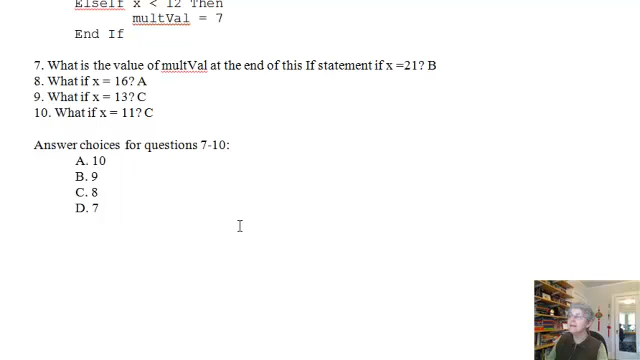 ElseIf x < 12 Then
multVal = 7
End If
7. What is the value of multVal at the end of this If statement if x =21? B
8. What if x = 16? A
9. What if x = 13? C
10. What if x = 11? C
Answer choices for questions 7-10:
A. 10
B. 9
C. 8
D. 7